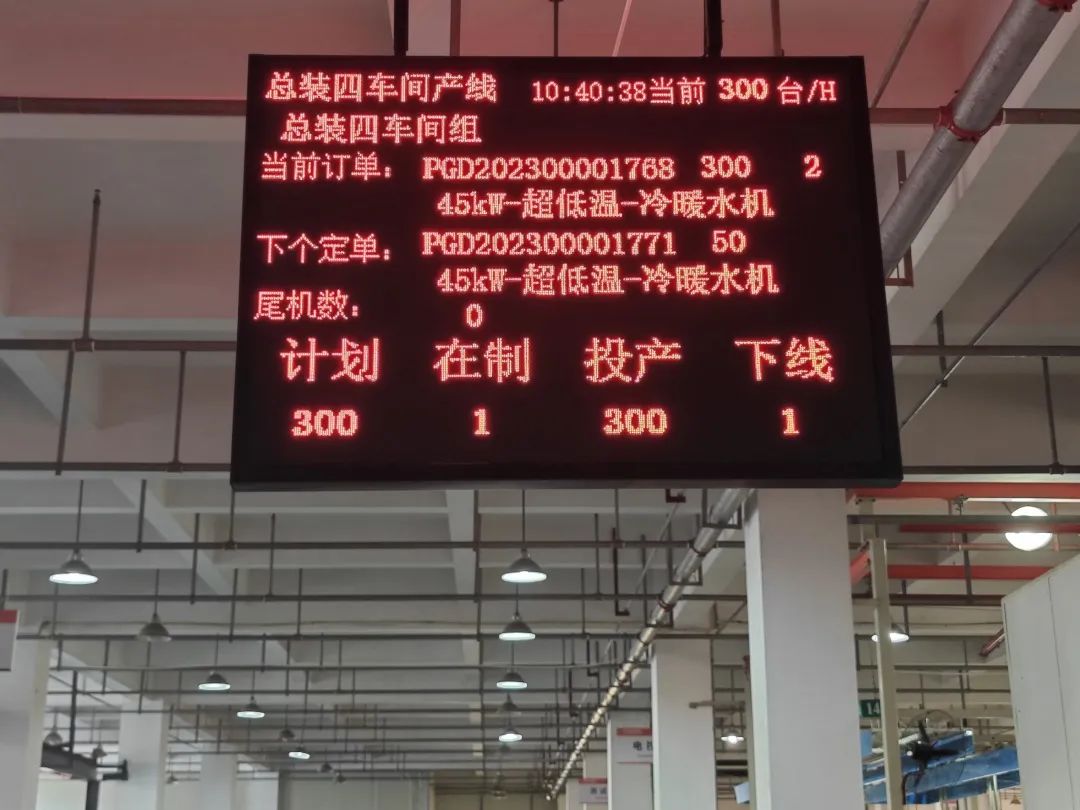 总装四车间产线 10:40:38当前 300 台/H
总装四车间组
当前订单: PGD202300001768 300 2
45kW-超低温-冷暖水机
下个定单: PGD202300001771 50
45kW-超低温-冷暖水机
尾机数: 0
计划 在制 投产 下线
300 1 300 1
14